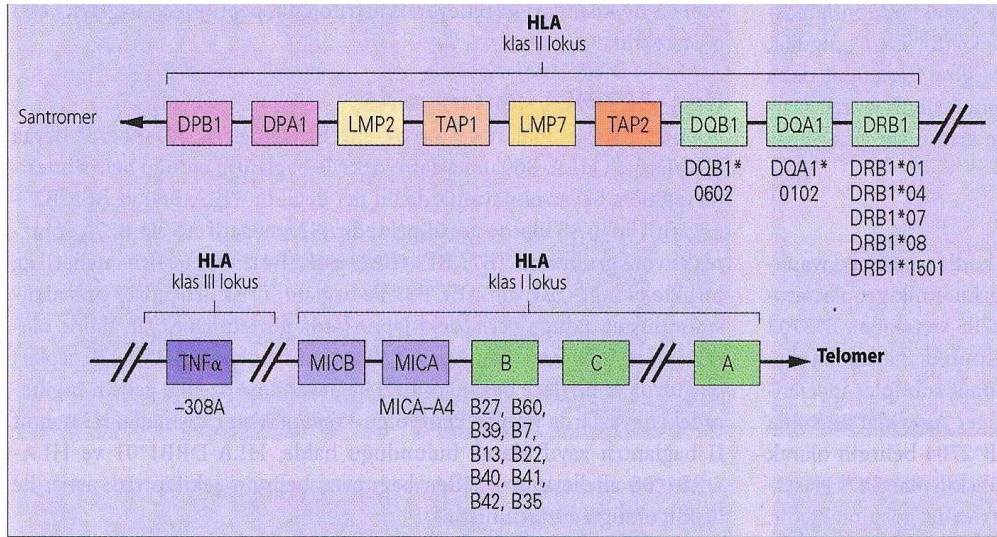 HLA
klas II lokus
Santromer
DPB1 DPA1 LMP2 TAP1 LMP7 TAP2 DQB1 DQA1 DRB1
DQB1*
0602
DQA1*
0102
DRB1*01
DRB1*04
DRB1*07
DRB1*08
DRB1*1501
HLA
klas III lokus
HLA
klas I lokus
TNFα MICB MICA B C A Telomer
–308A
MICA–A4
B27, B60,
B39, B7,
B13, B22,
B40, B41,
B42, B35